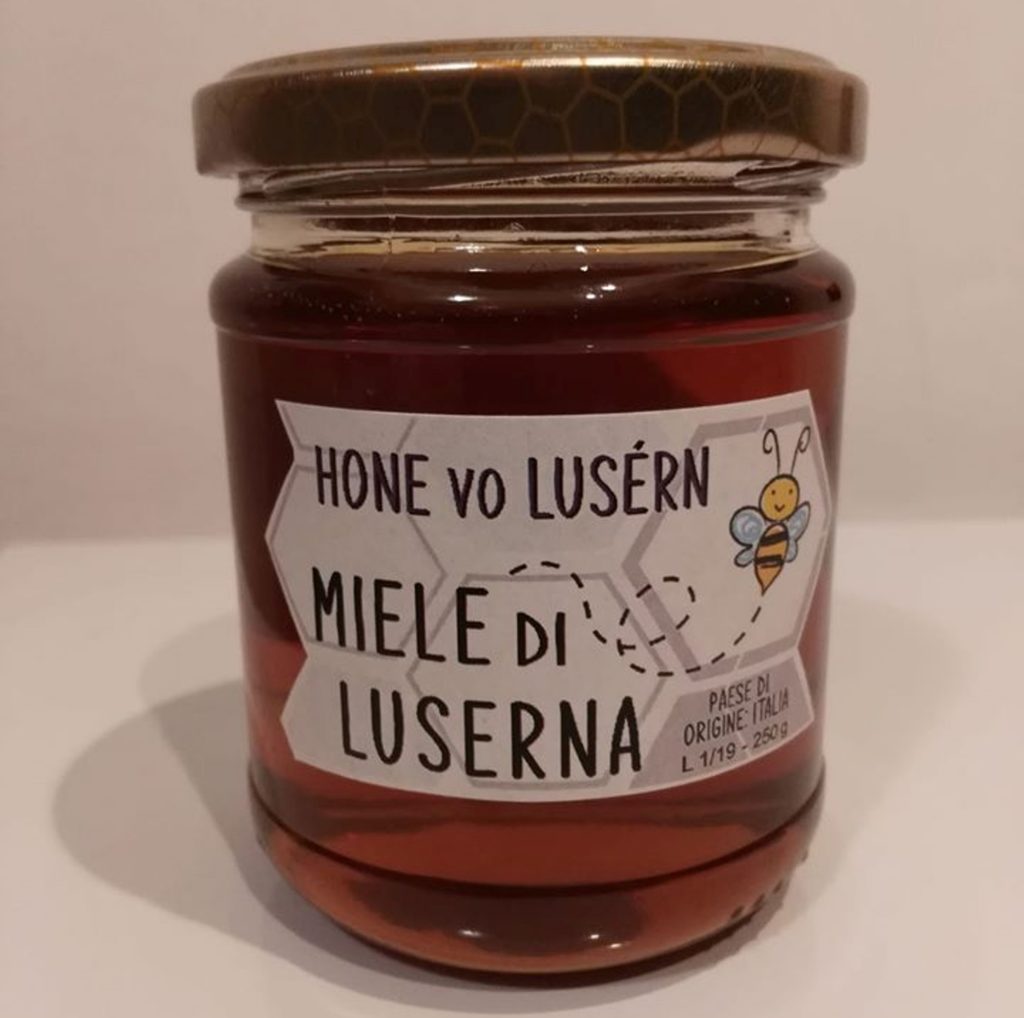 HONE VO LUSÉRN
MIELE DI
LUSERNA
PAESE DI
ORIGINE: ITALIA
L 1/19 - 250 g